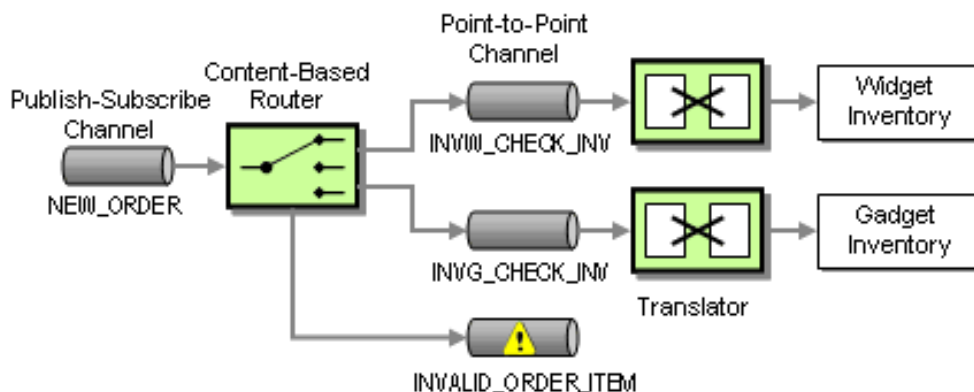 Point-to-Point
Channel
Content-Based
Router
Publish-Subscribe
Channel
NEW_ORDER
INVW_CHECK_INV
Widget
Inventory
INVG_CHECK_INV
Translator
Gadget
Inventory
INVALID_ORDER_ITEM